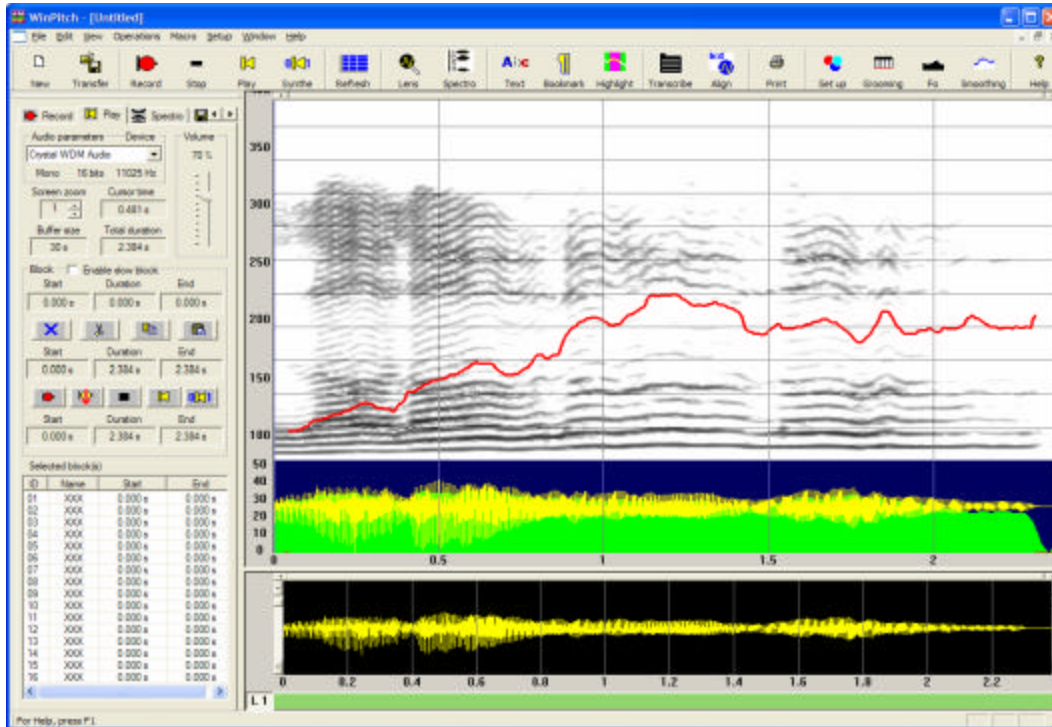 WinPitch - [Untitled]
File Edit View Operations Macro Setup Window Help
New Transfer Record Stop Play Synthe Refresh Lens Spectro Text Bookmark Highlight Transcribe Align Print Set up Grooming Fo Smoothing Help
Record Play Spectro
Audio parameters Device Volume
Crystal WDM Audio 70 %
Mono 16 bits 11025 Hz
Screen zoom Cursor time
1 0.481 s
Buffer size Total duration
30 s 2.384 s
Block Enable slow block
Start Duration End
0.000 s 0.000 s 0.000 s
Start Duration End
0.000 s 2.384 s 2.384 s
Start Duration End
0.000 s 2.384 s 2.384 s
Selected block(s)
ID Name Start End
01 XXX 0.000 s 0.000 s
02 XXX 0.000 s 0.000 s
03 XXX 0.000 s 0.000 s
04 XXX 0.000 s 0.000 s
05 XXX 0.000 s 0.000 s
06 XXX 0.000 s 0.000 s
07 XXX 0.000 s 0.000 s
08 XXX 0.000 s 0.000 s
09 XXX 0.000 s 0.000 s
10 XXX 0.000 s 0.000 s
11 XXX 0.000 s 0.000 s
12 XXX 0.000 s 0.000 s
13 XXX 0.000 s 0.000 s
14 XXX 0.000 s 0.000 s
15 XXX 0.000 s 0.000 s
16 XXX 0.000 s 0.000 s
350
300
250
200
150
100
50
40
30
20
10
0
0 0.5 1 1.5 2
0 0.2 0.4 0.6 0.8 1 1.2 1.4 1.6 1.8 2 2.2
L 1
For Help, press F1